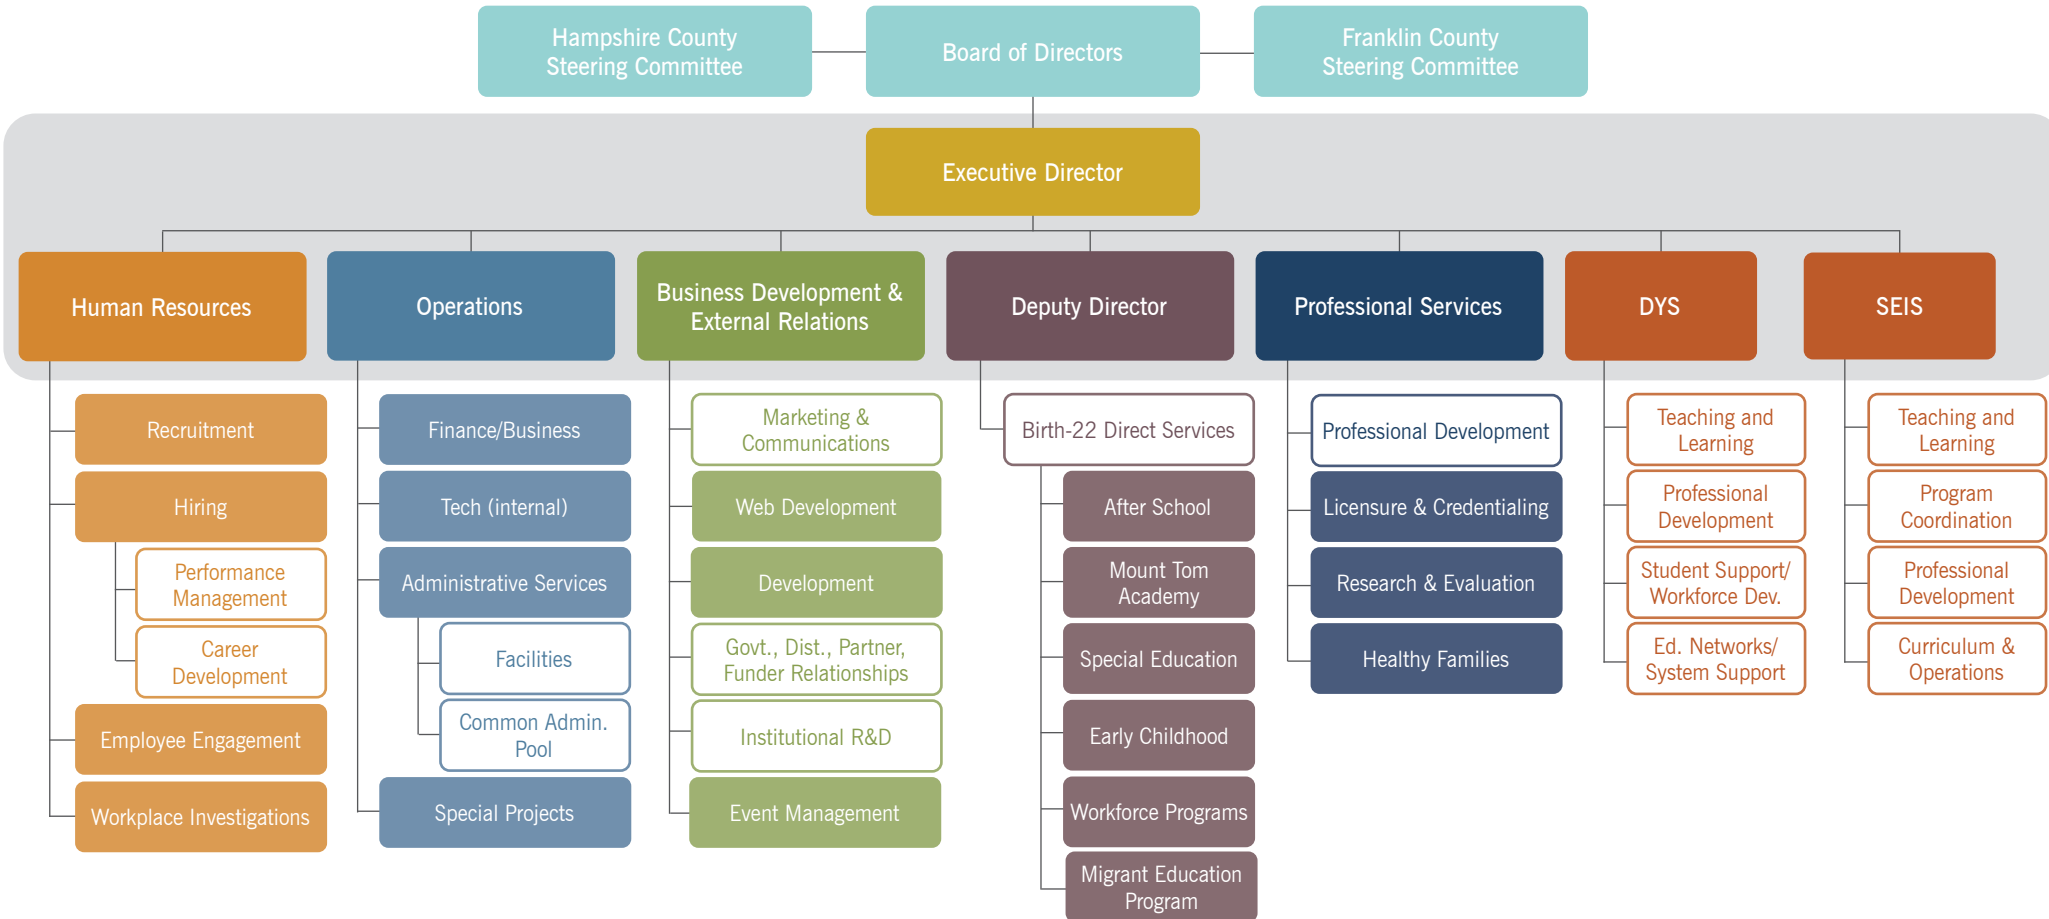 Hampshire County
Steering Committee
Board of Directors
Franklin County
Steering Committee
Executive Director
Human Resources
Operations
Business Development &
External Relations
Deputy Director
Professional Services
DYS
SEIS
Recruitment
Hiring
Performance
Management
Career
Development
Employee Engagement
Workplace Investigations
Finance/Business
Tech (internal)
Administrative Services
Facilities
Common Admin.
Pool
Special Projects
Marketing &
Communications
Web Development
Development
Govt., Dist., Partner,
Funder Relationships
Institutional R&D
Event Management
Birth-22 Direct Services
After School
Mount Tom
Academy
Special Education
Early Childhood
Workforce Programs
Migrant Education
Program
Professional Development
Licensure & Credentialing
Research & Evaluation
Healthy Families
Teaching and
Learning
Professional
Development
Student Support/
Workforce Dev.
Ed. Networks/
System Support
Teaching and
Learning
Program
Coordination
Professional
Development
Curriculum &
Operations